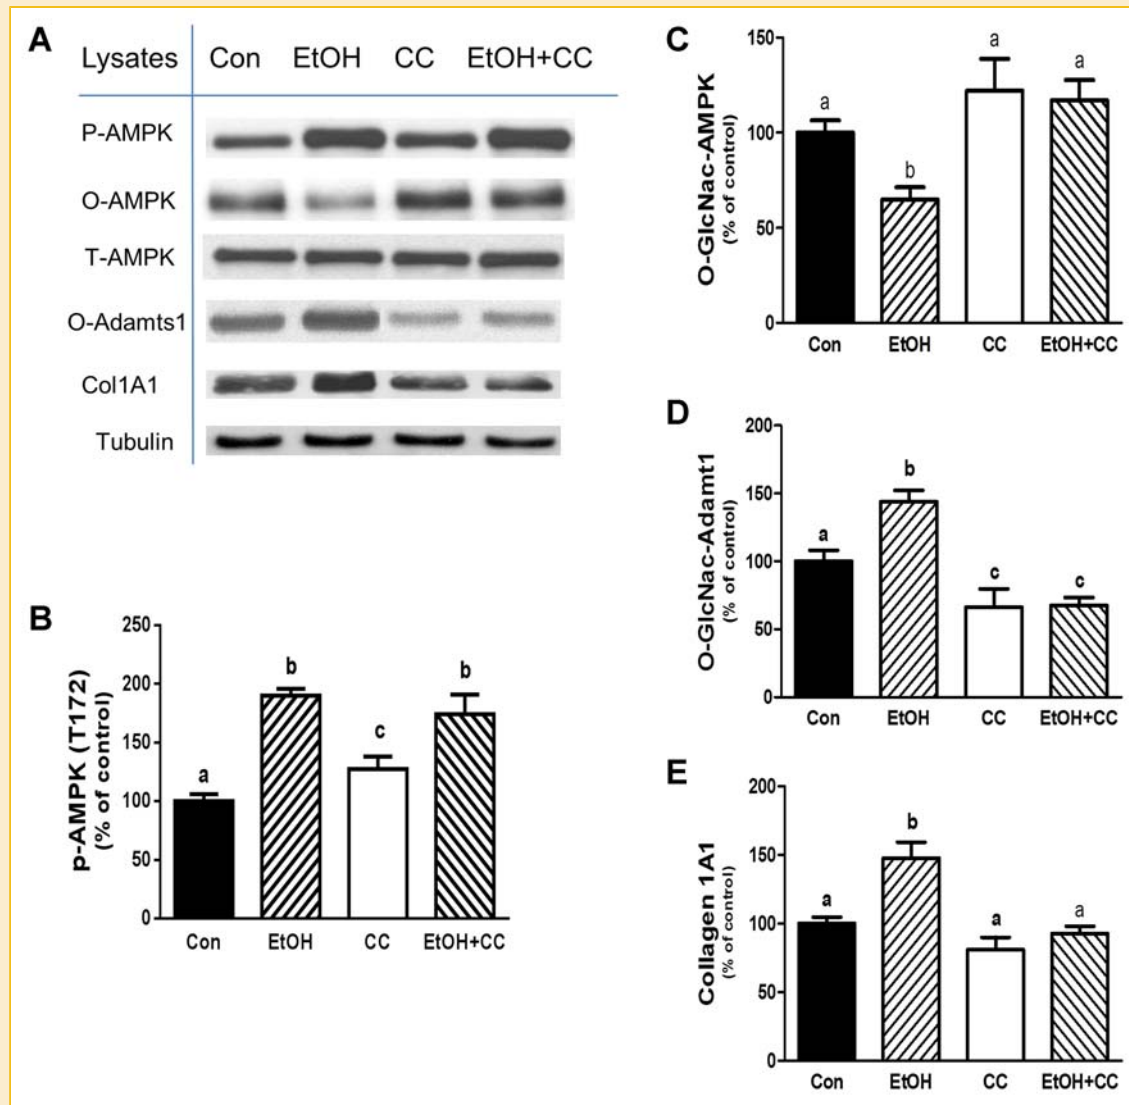 A
Lysates Con EtOH CC EtOH+CC
P-AMPK
O-AMPK
T-AMPK
O-Adamts1
Col1A1
Tubulin
B
p-AMPK (T172)
(% of control)
250
200
150
100
50
0
a
b
c
b
Con EtOH CC EtOH+CC
C
O-GlcNac-AMPK
(% of control)
150
100
50
0
a
b
a
a
Con EtOH CC EtOH+CC
D
O-GlcNac-Adamt1
(% of control)
200
150
100
50
0
a
b
c
c
Con EtOH CC EtOH+CC
E
Collagen 1A1
(% of control)
200
150
100
50
0
a
b
a
a
Con EtOH CC EtOH+CC